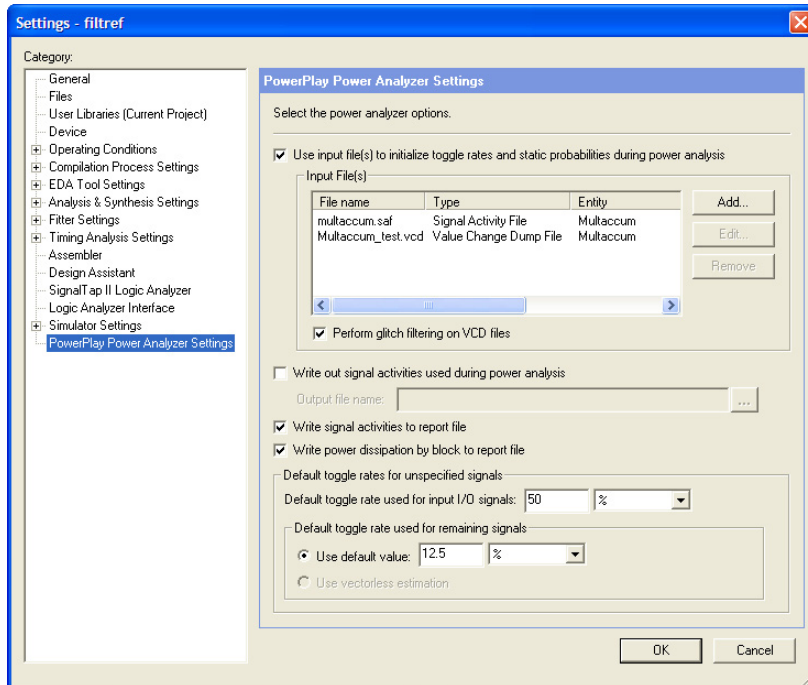 Settings - filtref
Category:
General
Files
User Libraries (Current Project)
Device
Operating Conditions
Compilation Process Settings
EDA Tool Settings
Analysis & Synthesis Settings
Fitter Settings
Timing Analysis Settings
Assembler
Design Assistant
SignalTap II Logic Analyzer
Logic Analyzer Interface
Simulator Settings
PowerPlay Power Analyzer Settings
PowerPlay Power Analyzer Settings
Select the power analyzer options.
Use input file(s) to initialize toggle rates and static probabilities during power analysis
Input File(s)
File name Type Entity
multaccum.saf Signal Activity File Multaccum
Multaccum_test.vcd Value Change Dump File Multaccum
Add...
Edit...
Remove
Perform glitch filtering on VCD files
Write out signal activities used during power analysis
Output file name: ...
Write signal activities to report file
Write power dissipation by block to report file
Default toggle rates for unspecified signals
Default toggle rate used for input I/O signals: 50 %
Default toggle rate used for remaining signals
Use default value: 12.5 %
Use vectorless estimation
OK Cancel